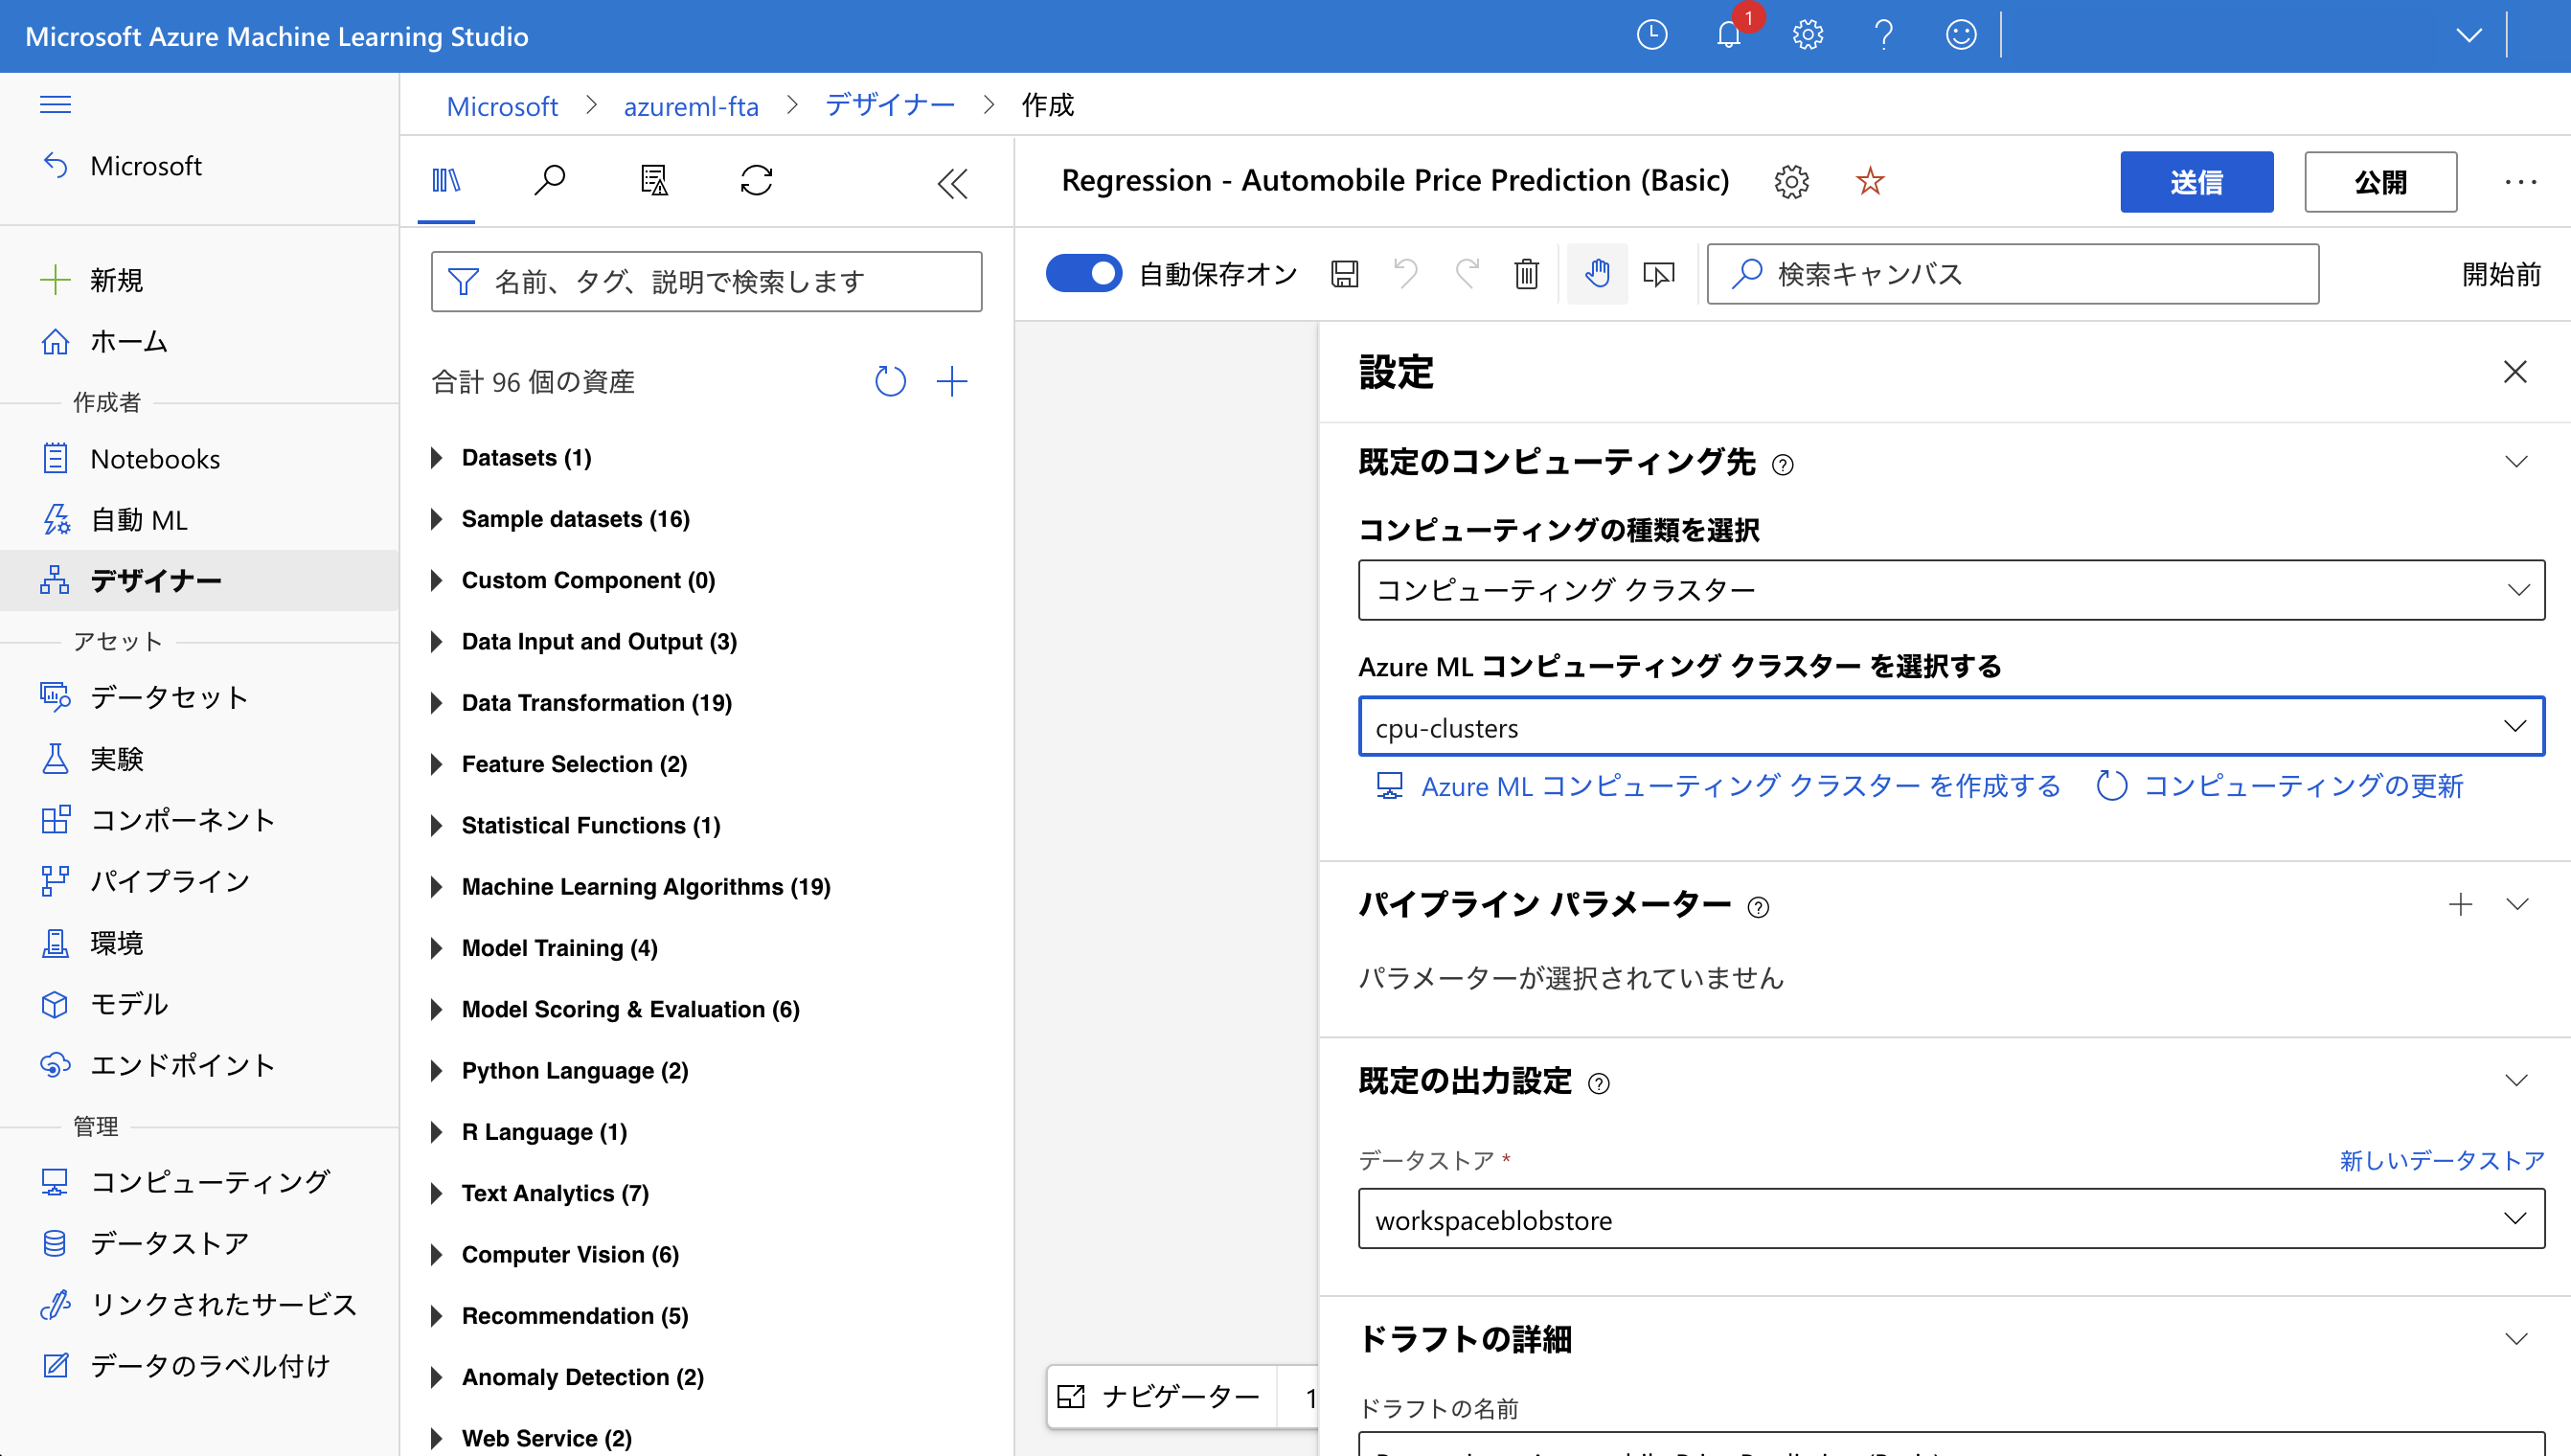 Microsoft Azure Machine Learning Studio
1
Microsoft
新規
ホーム
作成者
Notebooks
自動 ML
デザイナー
アセット
データセット
実験
コンポーネント
パイプライン
環境
モデル
エンドポイント
管理
コンピューティング
データストア
リンクされたサービス
データのラベル付け
Microsoft > azureml-fta > デザイナー > 作成
名前、タグ、説明で検索します
合計 96 個の資産
Datasets (1)
Sample datasets (16)
Custom Component (0)
Data Input and Output (3)
Data Transformation (19)
Feature Selection (2)
Statistical Functions (1)
Machine Learning Algorithms (19)
Model Training (4)
Model Scoring & Evaluation (6)
Python Language (2)
R Language (1)
Text Analytics (7)
Computer Vision (6)
Recommendation (5)
Anomaly Detection (2)
Web Service (2)
Regression - Automobile Price Prediction (Basic)
送信
公開
自動保存オン
検索キャンバス
開始前
ナビゲーター
1
設定
既定のコンピューティング先
コンピューティングの種類を選択
コンピューティング クラスター
Azure ML コンピューティング クラスター を選択する
cpu-clusters
Azure ML コンピューティング クラスター を作成する
コンピューティングの更新
パイプライン パラメーター
パラメーターが選択されていません
既定の出力設定
データストア *
新しいデータストア
workspaceblobstore
ドラフトの詳細
ドラフトの名前